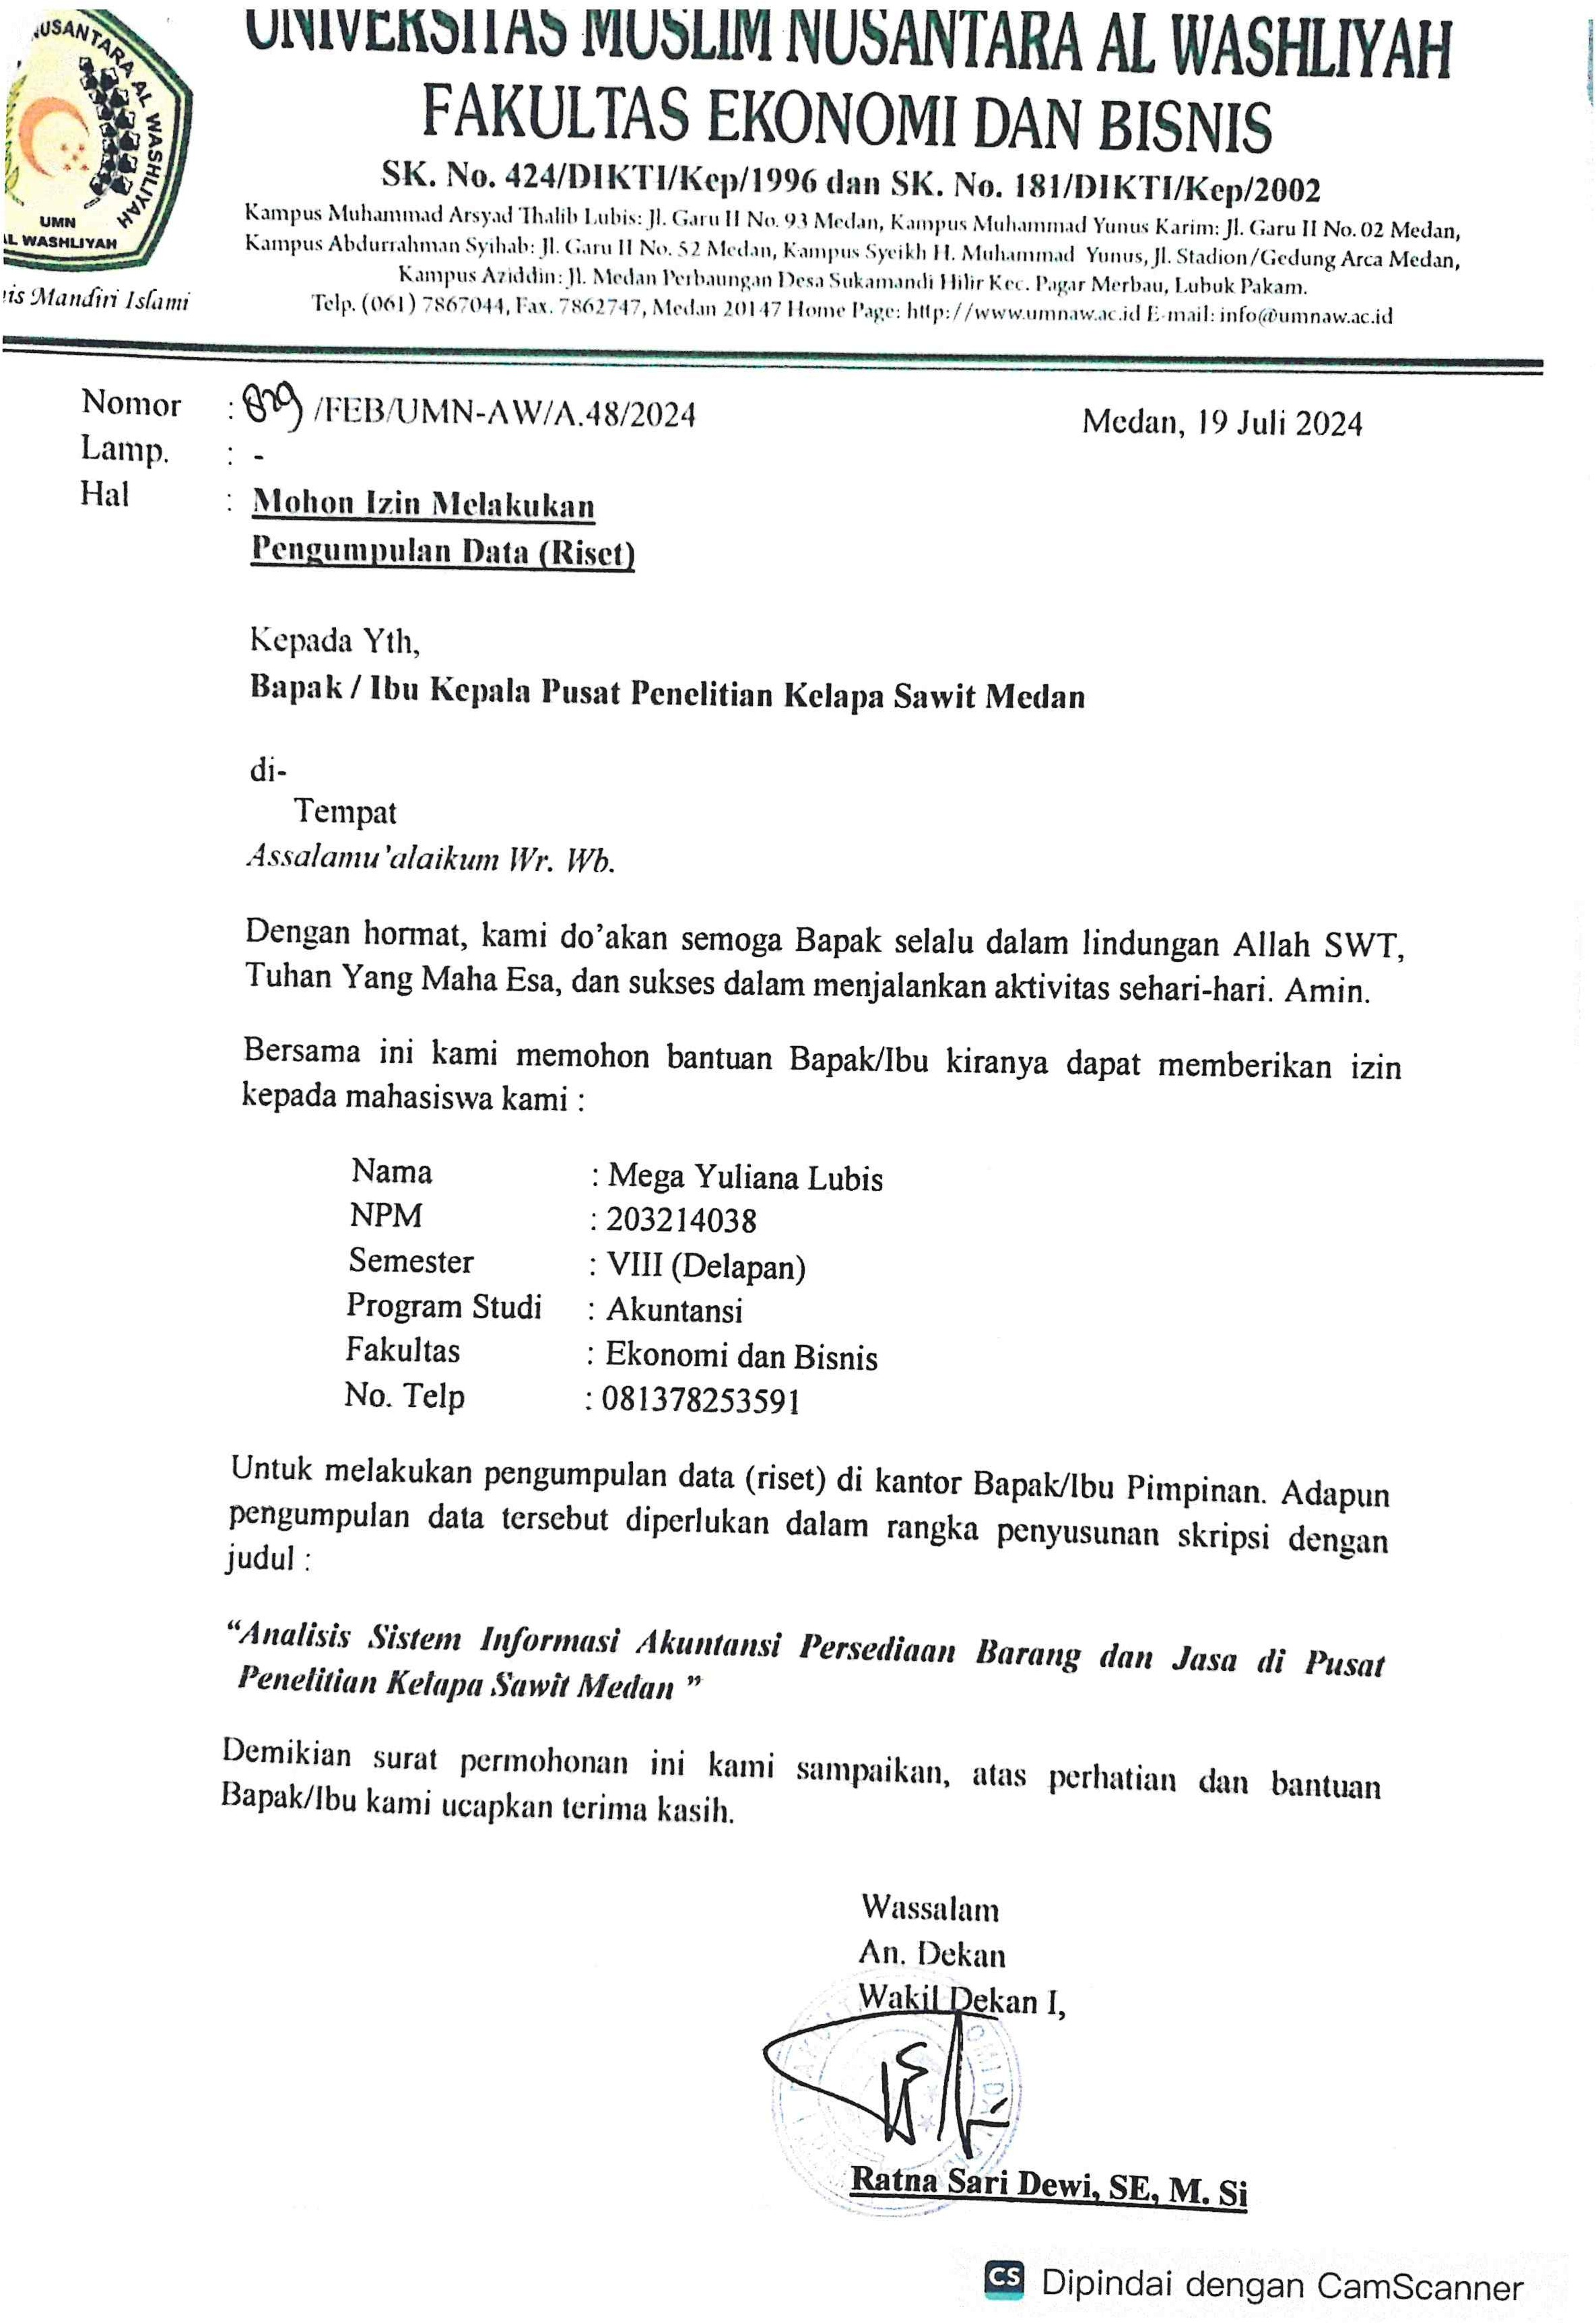 UNIVERSITAS MUSLIM NUSANTARA AL WASHLIYAH
FAKULTAS EKONOMI DAN BISNIS
SK. No. 424/DIKTI/Kep/1996 dan SK. No. 181/DIKTI/Kep/2002
Kampus Muhammad Arsyad Thalib Lubis: Jl. Garu II No. 93 Medan, Kampus Muhammad Yunus Karim: Jl. Garu II No. 02 Medan,
Kampus Abdurrahman Syihab: Jl. Garu II No. 52 Medan, Kampus Syeikh H. Muhammad Yunus, Jl. Stadion/Gedung Arca Medan,
Kampus Aziddin: Jl. Medan Perbaungan Desa Sukamandi Hilir Kec. Pagar Merbau, Lubuk Pakam.
Telp. (061) 7867044, Fax. 7862747, Medan 20147 Home Page: http://www.umnaw.ac.id E-mail: info@umnaw.ac.id
USANTARA AL WASHLIYAH
UMN
AL WASHLIYAH
is Mandiri Islami
Nomor : /FEB/UMN-AW/A.48/2024 Medan, 19 Juli 2024
Lamp. : -
Hal : Mohon Izin Melakukan
Pengumpulan Data (Riset)
Kepada Yth,
Bapak / Ibu Kepala Pusat Penelitian Kelapa Sawit Medan
di-
Tempat
Assalamu'alaikum Wr. Wb.
Dengan hormat, kami do'akan semoga Bapak selalu dalam lindungan Allah SWT,
Tuhan Yang Maha Esa, dan sukses dalam menjalankan aktivitas sehari-hari. Amin.
Bersama ini kami memohon bantuan Bapak/Ibu kiranya dapat memberikan izin
kepada mahasiswa kami :
Nama : Mega Yuliana Lubis
NPM : 203214038
Semester : VIII (Delapan)
Program Studi : Akuntansi
Fakultas : Ekonomi dan Bisnis
No. Telp : 081378253591
Untuk melakukan pengumpulan data (riset) di kantor Bapak/Ibu Pimpinan. Adapun
pengumpulan data tersebut diperlukan dalam rangka penyusunan skripsi dengan
judul :
"Analisis Sistem Informasi Akuntansi Persediaan Barang dan Jasa di Pusat
Penelitian Kelapa Sawit Medan "
Demikian surat permohonan ini kami sampaikan, atas perhatian dan bantuan
Bapak/Ibu kami ucapkan terima kasih.
Wassalam
An. Dekan
Wakil Dekan I,
Ratna Sari Dewi, SE, M. Si
CS Dipindai dengan CamScanner